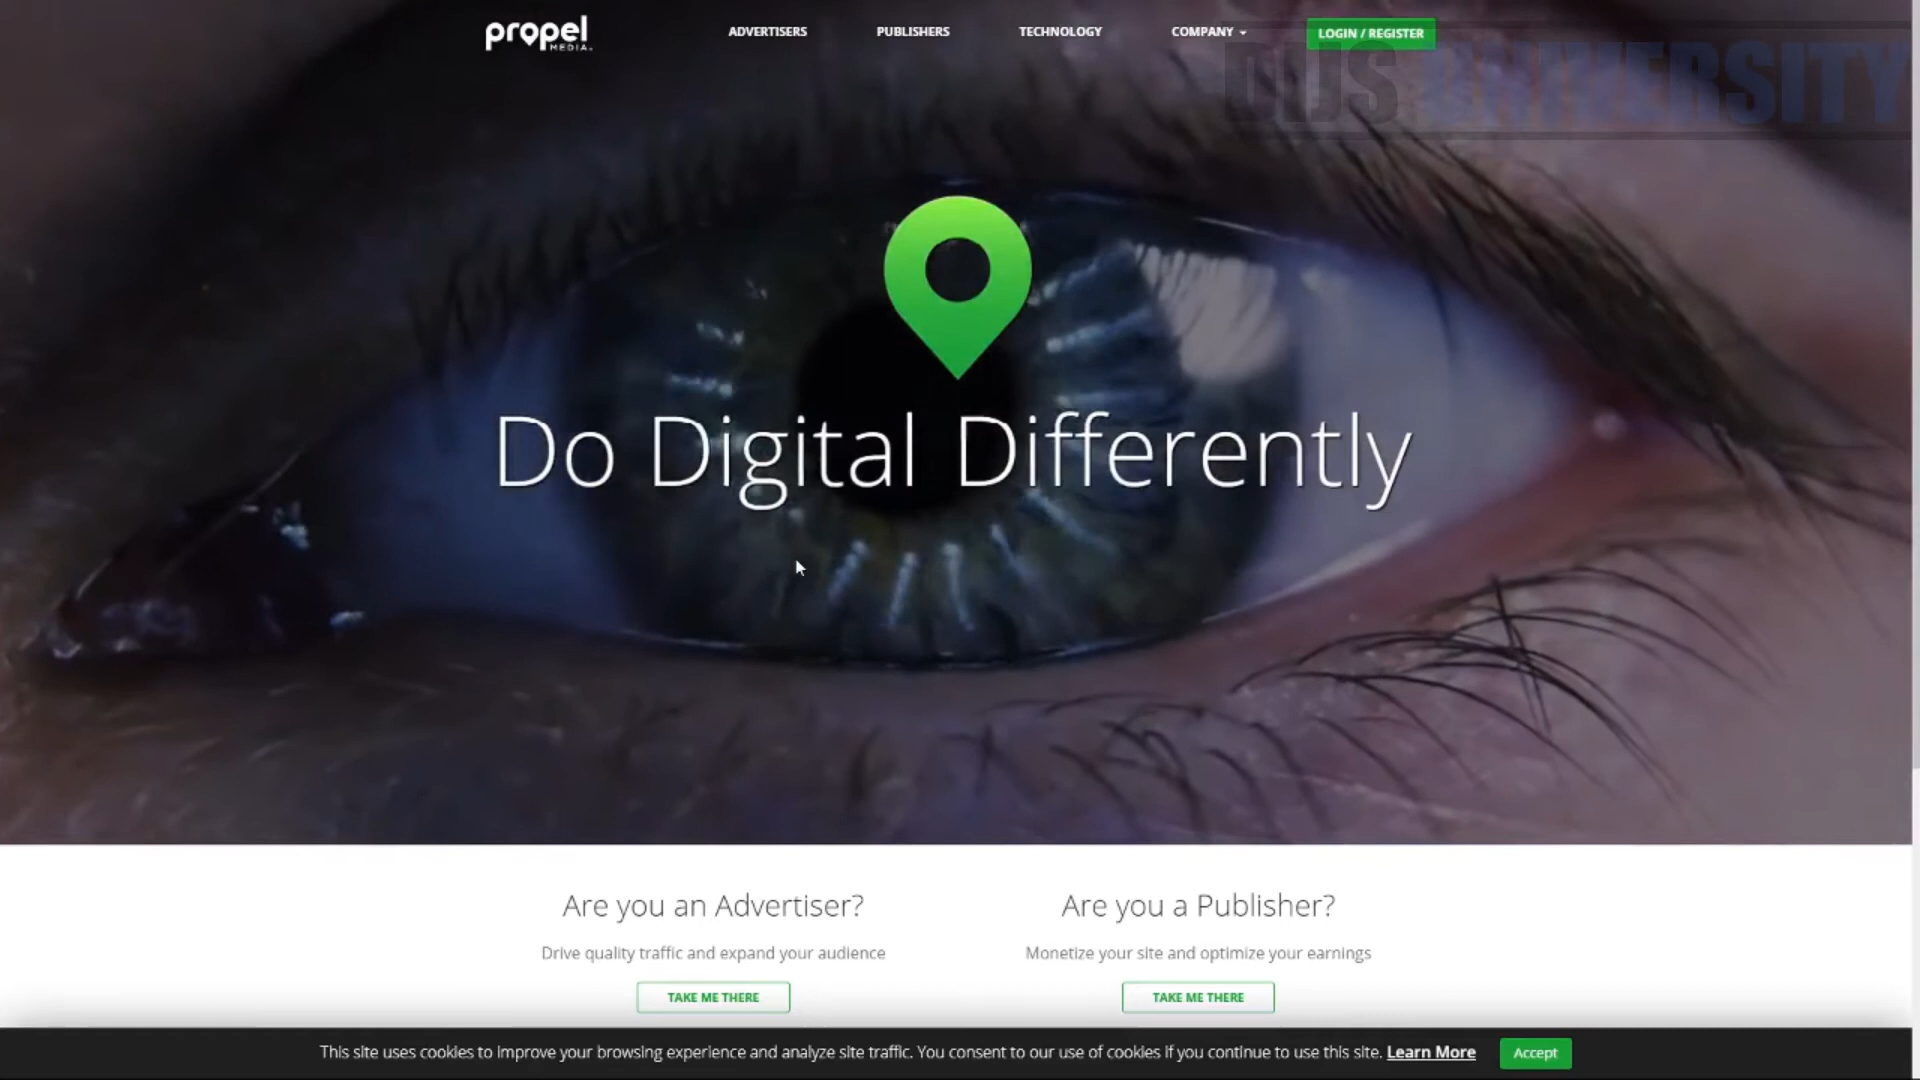 propel
MEDIA.
ADVERTISERS
PUBLISHERS
TECHNOLOGY
COMPANY
LOGIN / REGISTER
DIJS UNIVERSITY
Do Digital Differently
Are you an Advertiser?
Drive quality traffic and expand your audience
TAKE ME THERE
Are you a Publisher?
Monetize your site and optimize your earnings
TAKE ME THERE
This site uses cookies to improve your browsing experience and analyze site traffic. You consent to our use of cookies if you continue to use this site. Learn More
Accept